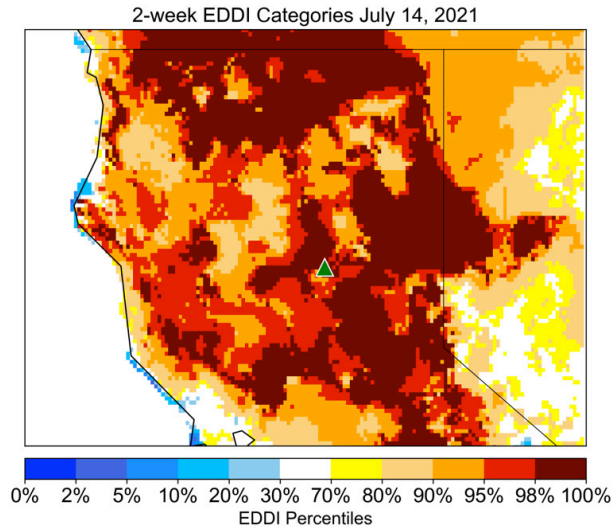 2-week EDDI Categories July 14, 2021
0% 2% 5% 10% 20% 30% 70% 80% 90% 95% 98% 100%
EDDI Percentiles